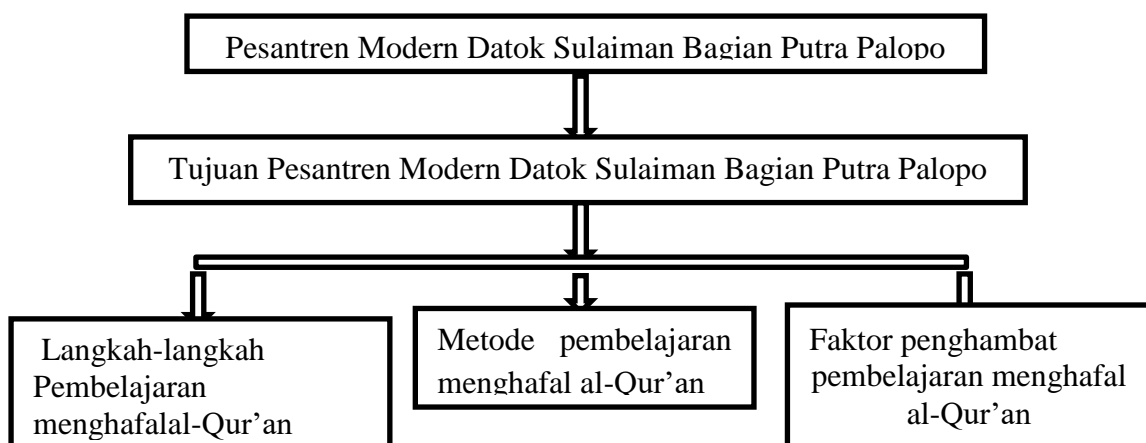 Pesantren Modern Datok Sulaiman Bagian Putra Palopo
Tujuan Pesantren Modern Datok Sulaiman Bagian Putra Palopo
Langkah-langkah
Pembelajaran
menghafalal-Qur’an
Metode pembelajaran
menghafal al-Qur’an
Faktor penghambat
pembelajaran menghafal
al-Qur’an